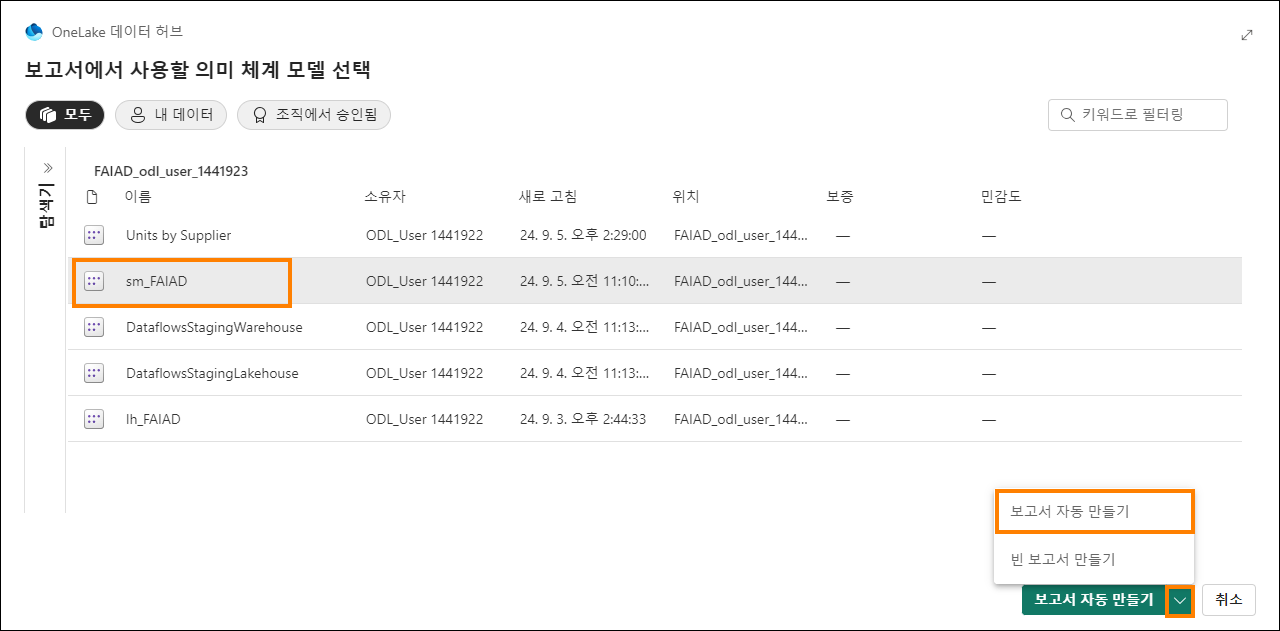 OneLake 데이터 허브
보고서에서 사용할 의미 체계 모델 선택
모두 내 데이터 조직에서 승인됨 키워드로 필터링
탐색기
FAIAD_odl_user_1441923
이름 소유자 새로 고침 위치 보증 민감도
Units by Supplier ODL_User 1441922 24. 9. 5. 오후 2:29:00 FAIAD_odl_user_144... — —
sm_FAIAD ODL_User 1441922 24. 9. 5. 오전 11:10:... FAIAD_odl_user_144... — —
DataflowsStagingWarehouse ODL_User 1441922 24. 9. 4. 오전 11:13:... FAIAD_odl_user_144... — —
DataflowsStagingLakehouse ODL_User 1441922 24. 9. 4. 오전 11:13:... FAIAD_odl_user_144... — —
lh_FAIAD ODL_User 1441922 24. 9. 3. 오후 2:44:33 FAIAD_odl_user_144... — —
보고서 자동 만들기
빈 보고서 만들기
보고서 자동 만들기 취소